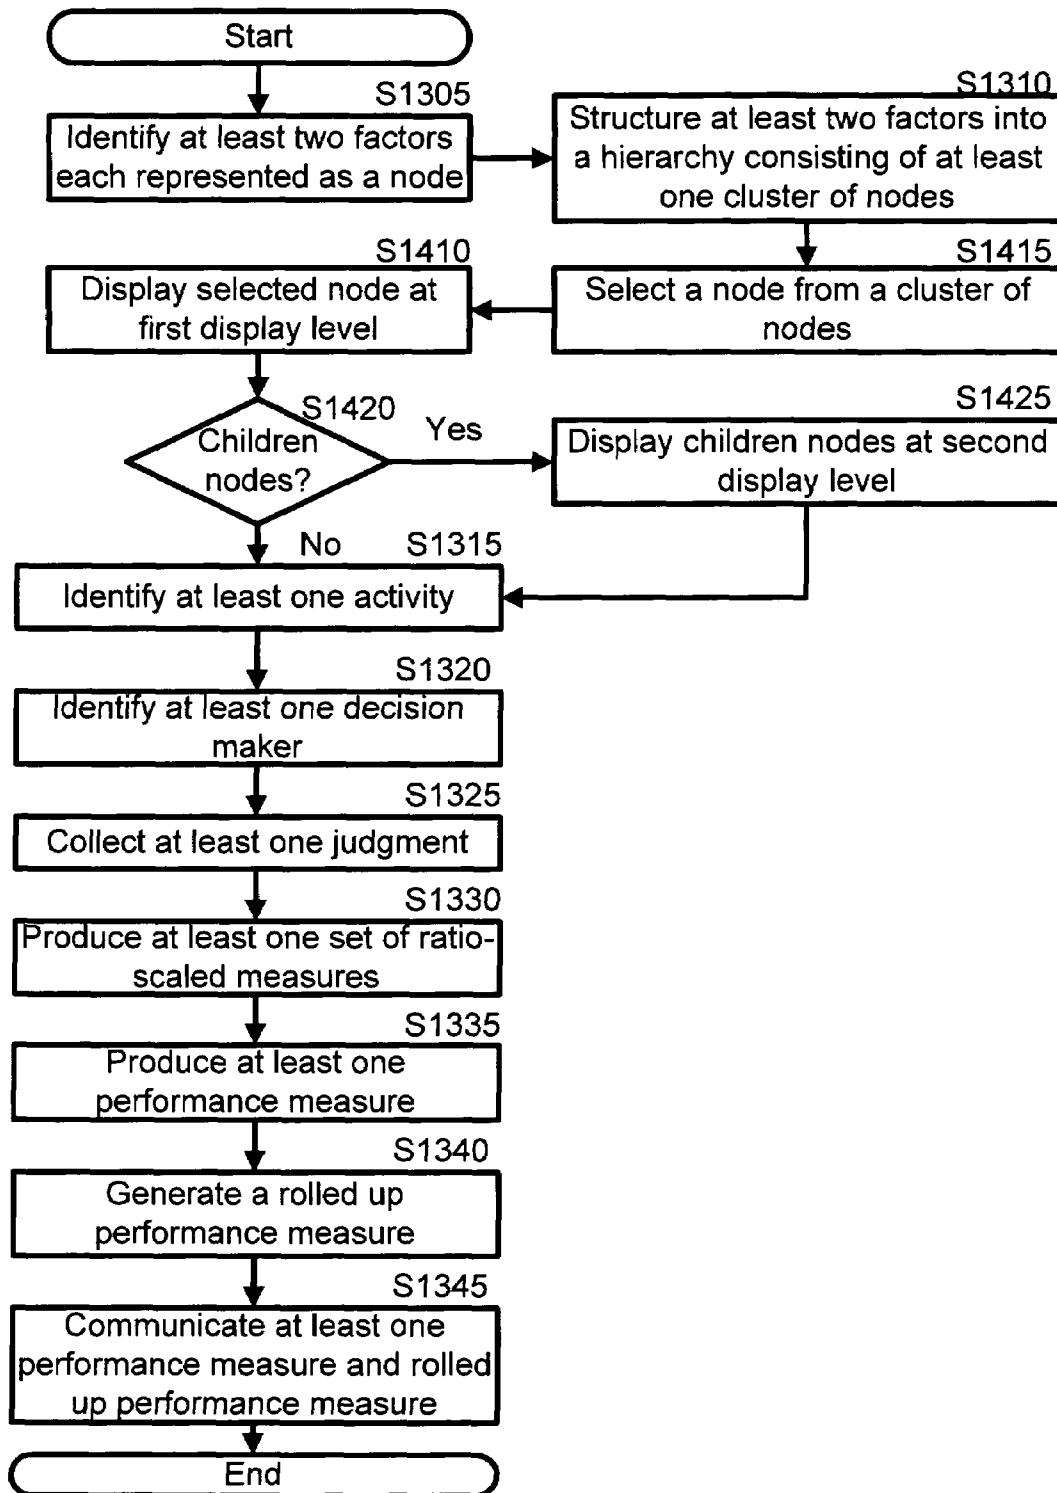 Start
S1305
Identify at least two factors
each represented as a node
S1310
Structure at least two factors into
a hierarchy consisting of at least
one cluster of nodes
S1415
Select a node from a cluster of
nodes
S1410
Display selected node at
first display level
S1420
Children
nodes?
Yes
S1425
Display children nodes at second
display level
No
S1315
Identify at least one activity
S1320
Identify at least one decision
maker
S1325
Collect at least one judgment
S1330
Produce at least one set of ratio-
scaled measures
S1335
Produce at least one
performance measure
S1340
Generate a rolled up
performance measure
S1345
Communicate at least one
performance measure and rolled
up performance measure
End